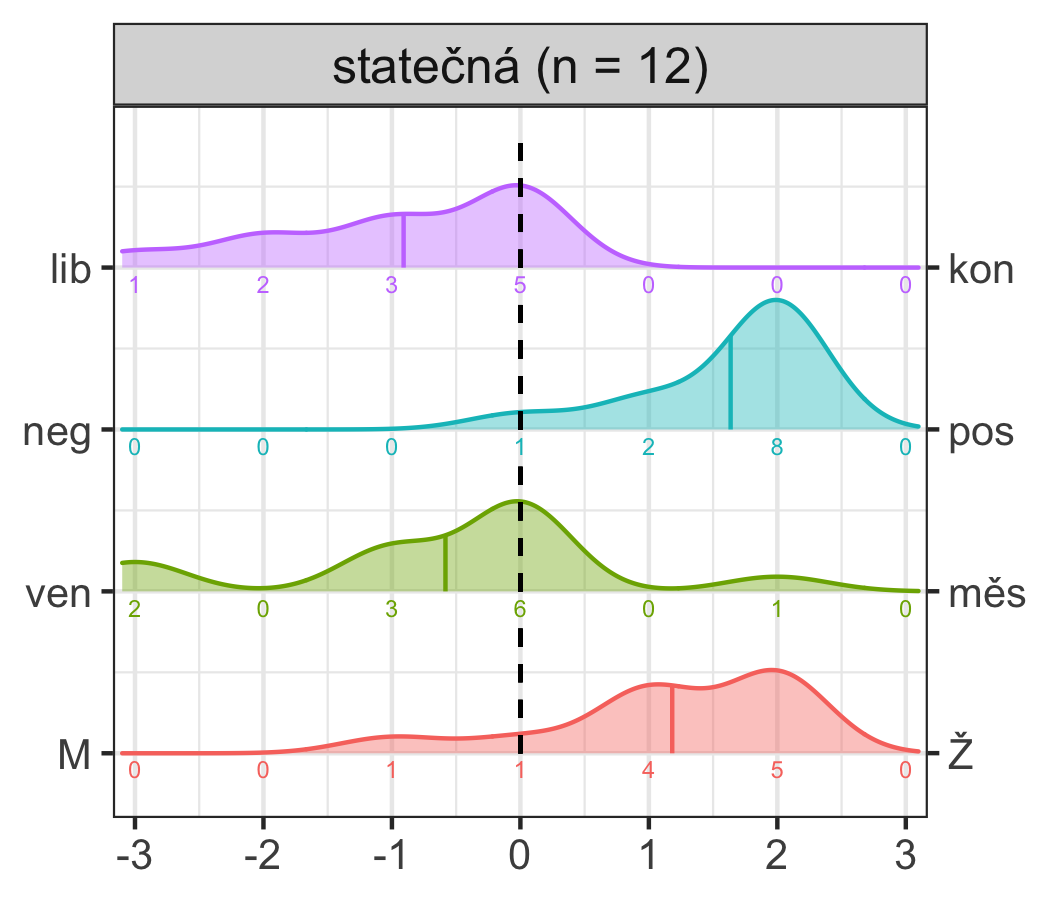 statečná (n = 12)
lib kon
1 2 3 5 0 0 0
neg pos
0 0 0 1 2 8 0
ven měs
2 0 3 6 0 1 0
M Ž
0 0 1 1 4 5 0
-3 -2 -1 0 1 2 3